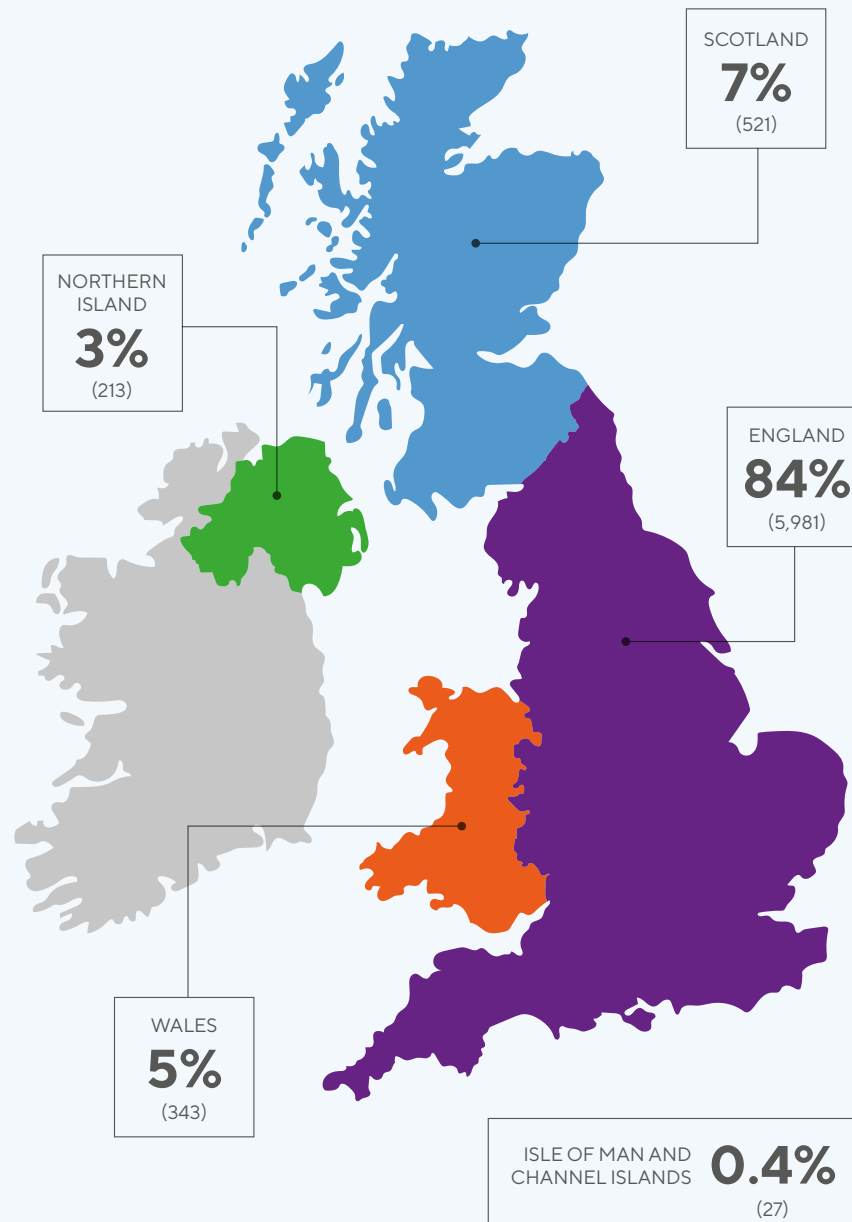 SCOTLAND
7%
(521)
NORTHERN
ISLAND
3%
(213)
ENGLAND
84%
(5,981)
WALES
5%
(343)
ISLE OF MAN AND
CHANNEL ISLANDS
0.4%
(27)